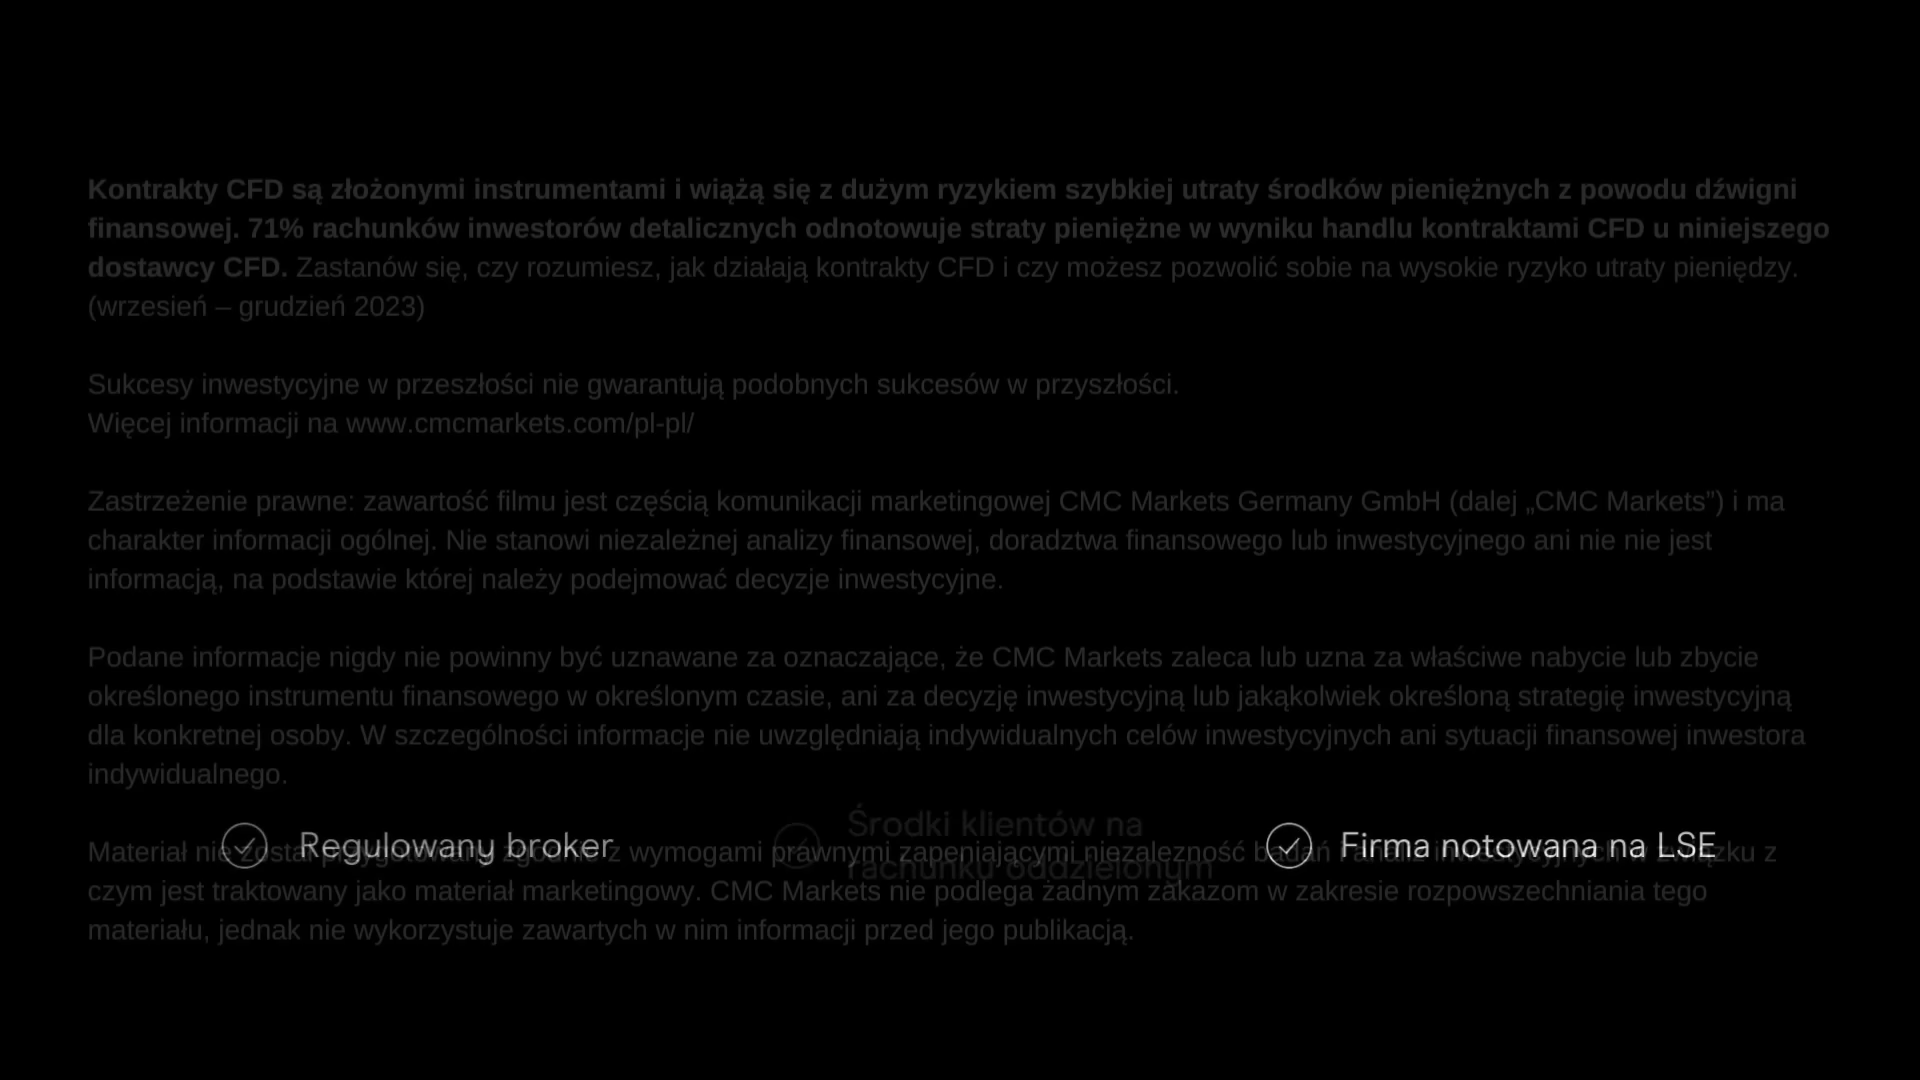 Kontrakty CFD są złożonymi instrumentami i wiążą się z dużym ryzykiem szybkiej utraty środków pieniężnych z powodu dźwigni
finansowej. 71% rachunków inwestorów detalicznych odnotowuje straty pieniężne w wyniku handlu kontraktami CFD u niniejszego
dostawcy CFD. Zastanów się, czy rozumiesz, jak działają kontrakty CFD i czy możesz pozwolić sobie na wysokie ryzyko utraty pieniędzy.
(wrzesień – grudzień 2023)
Sukcesy inwestycyjne w przeszłości nie gwarantują podobnych sukcesów w przyszłości.
Więcej informacji na www.cmcmarkets.com/pl-pl/
Zastrzeżenie prawne: zawartość filmu jest częścią komunikacji marketingowej CMC Markets Germany GmbH (dalej „CMC Markets”) i ma
charakter informacji ogólnej. Nie stanowi niezależnej analizy finansowej, doradztwa finansowego lub inwestycyjnego ani nie nie jest
informacją, na podstawie której należy podejmować decyzje inwestycyjne.
Podane informacje nigdy nie powinny być uznawane za oznaczające, że CMC Markets zaleca lub uzna za właściwe nabycie lub zbycie
określonego instrumentu finansowego w określonym czasie, ani za decyzję inwestycyjną lub jakąkolwiek określoną strategię inwestycyjną
dla konkretnej osoby. W szczególności informacje nie uwzględniają indywidualnych celów inwestycyjnych ani sytuacji finansowej inwestora
indywidualnego.
Regulowany broker
Środki klientów na
rachunku oddzielonym
Firma notowana na LSE
Materiał nie został z wymogami prawnymi zapeniającymi niezależność badań związku z
czym jest traktowany jako materiał marketingowy. CMC Markets nie podlega żadnym zakazom w zakresie rozpowszechniania tego
materiału, jednak nie wykorzystuje zawartych w nim informacji przed jego publikacją.